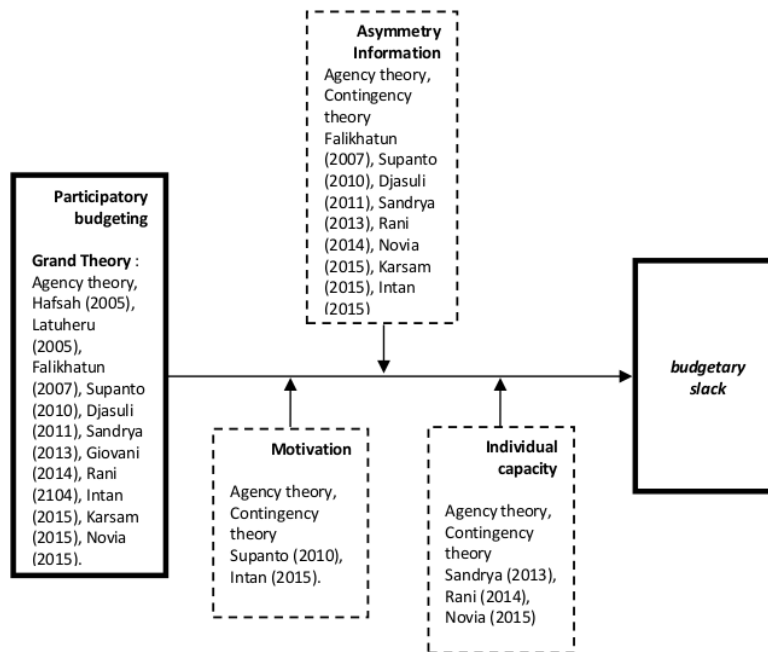 Asymmetry
Information
Agency theory,
Contingency
theory
Falikhatun
(2007), Supanto
(2010), Djasuli
(2011), Sandrya
(2013), Rani
(2014), Novia
(2015), Karsam
(2015), Intan
(2015)
Participatory
budgeting
Grand Theory :
Agency theory,
Hafsah (2005),
Latuheru
(2005),
Falikhatun
(2007), Supanto
(2010), Djasuli
(2011), Sandrya
(2013), Giovani
(2014), Rani
(2104), Intan
(2015), Karsam
(2015), Novia
(2015).
budgetary
slack
Motivation
Agency theory,
Contingency
theory
Supanto (2010),
Intan (2015).
Individual
capacity
Agency theory,
Contingency
theory
Sandrya (2013),
Rani (2014),
Novia (2015)